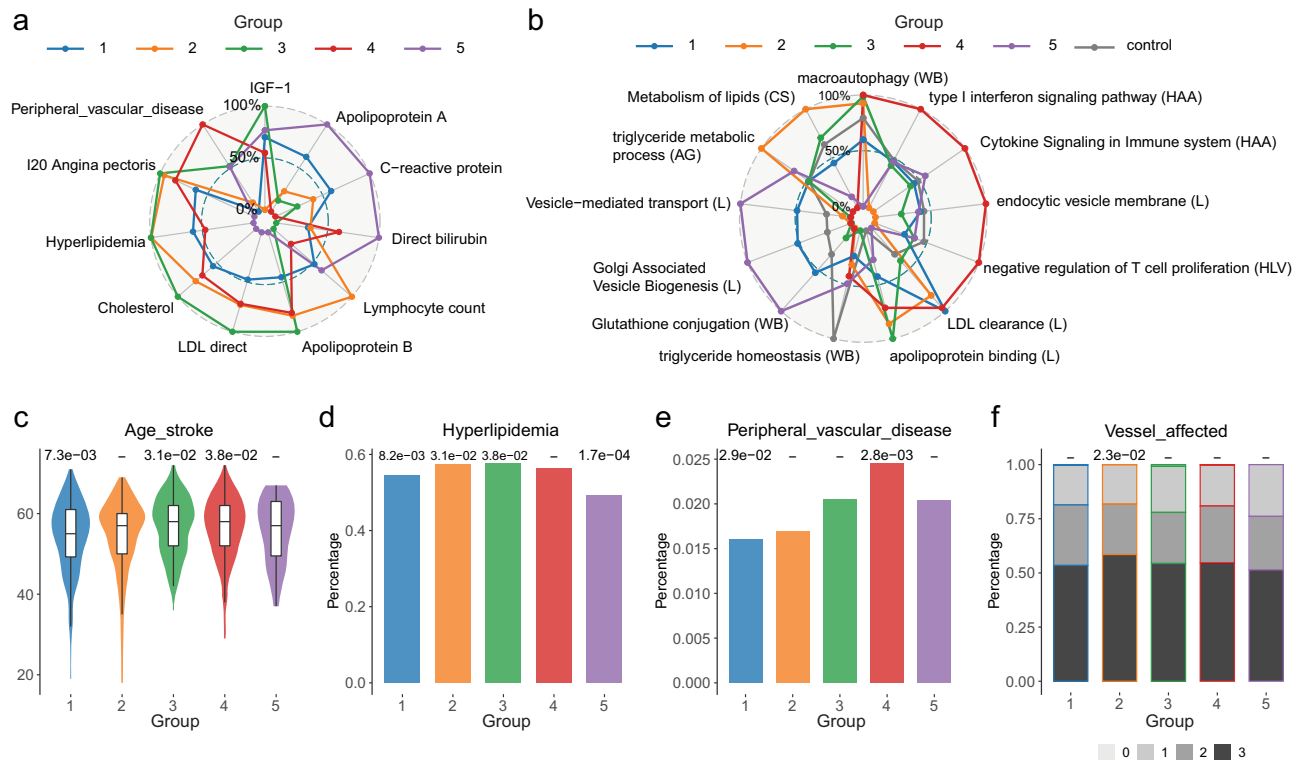 a
Group
1 2 3 4 5
IGF−1
100%
50%
0%
Peripheral_vascular_disease
Apolipoprotein A
I20 Angina pectoris
C−reactive protein
Hyperlipidemia
Direct bilirubin
Cholesterol
Lymphocyte count
LDL direct
Apolipoprotein B
b
Group
1 2 3 4 5 control
macroautophagy (WB)
100%
50%
0%
Metabolism of lipids (CS)
type I interferon signaling pathway (HAA)
triglyceride metabolic
process (AG)
Cytokine Signaling in Immune system (HAA)
Vesicle−mediated transport (L)
endocytic vesicle membrane (L)
Golgi Associated
Vesicle Biogenesis (L)
negative regulation of T cell proliferation (HLV)
Glutathione conjugation (WB)
LDL clearance (L)
triglyceride homeostasis (WB)
apolipoprotein binding (L)
c
Age_stroke
7.3e−03 – 3.1e−02 3.8e−02 –
60
40
20
1 2 3 4 5
Group
d
Hyperlipidemia
8.2e−03 3.1e−02 3.8e−02 – 1.7e−04
Percentage
0.6
0.4
0.2
0.0
1 2 3 4 5
Group
e
Peripheral_vascular_disease
2.9e−02 – – 2.8e−03 –
Percentage
0.025
0.020
0.015
0.010
0.005
0.000
1 2 3 4 5
Group
f
Vessel_affected
– 2.3e−02 – – –
Percentage
1.00
0.75
0.50
0.25
0.00
1 2 3 4 5
Group
0 1 2 3